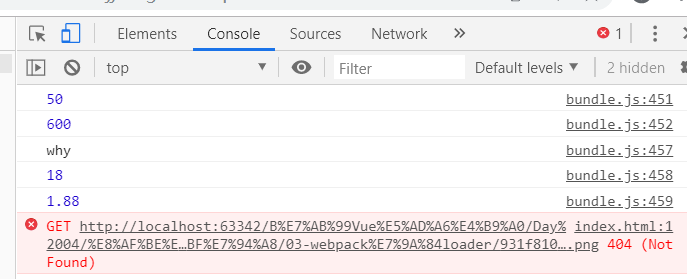 Elements Console Sources Network » 1
top Filter Default levels 2 hidden
50 bundle.js:451
600 bundle.js:452
why bundle.js:457
18 bundle.js:458
1.88 bundle.js:459
GET http://localhost:63342/B%E7%AB%99Vue%E5%AD%A6%E4%B9%A0/Day% index.html:1
2004/%E8%AF%BE%E…BF%E7%94%A8/03-webpack%E7%9A%84loader/931f810….png 404 (Not
Found)